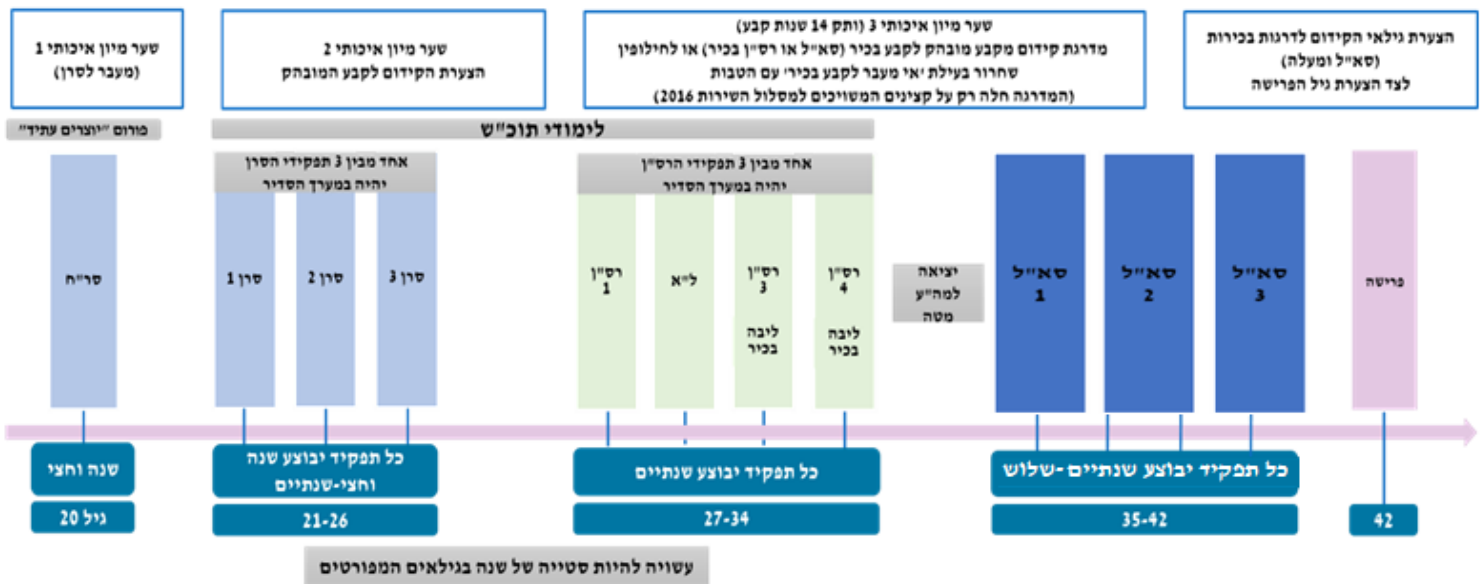 שער מיון איכותי 1
(מעבר לסרן)
שער מיון איכותי 2
הצערת הקידום לקבע המובהק
שער מיון איכותי 3 (ותק 14 שנות קבע)
מדרגת קידום מקבע מובהק לקבע בכיר (סא"ל או רס"ן בכיר) או לחילופין
שחרור בעילת 'אי מעבר לקבע בכיר' עם הטבות
(המדרגה חלה רק על קצינים המשויכים למסלול השירות 2016)
הצערת גילאי הקידום לדרגות בכירות
(סא"ל ומעלה)
לצד הצערת גיל הפרישה
פורום "יוצרים עתיד"
לימודי תוכ"ש
אחד מבין 3 תפקידי הסרן
יהיה במערך הסדיר
אחד מבין 3 תפקידי הרס"ן
יהיה במערך הסדיר
סר"ח
סרן 1
סרן 2
סרן 3
רס"ן
1
ל"א
רס"ן
3
ליבה
בכיר
רס"ן
4
ליבה
בכיר
יציאה
למה"ע
מטה
סא"ל
1
סא"ל
2
סא"ל
3
פרישה
שנה וחצי
כל תפקיד יבוצע שנה
וחצי-שנתיים
כל תפקיד יבוצע שנתיים
כל תפקיד יבוצע שנתיים -שלוש
גיל 20
21-26
27-34
35-42
42
עשויה להיות סטייה של שנה בגילאים המפורטים